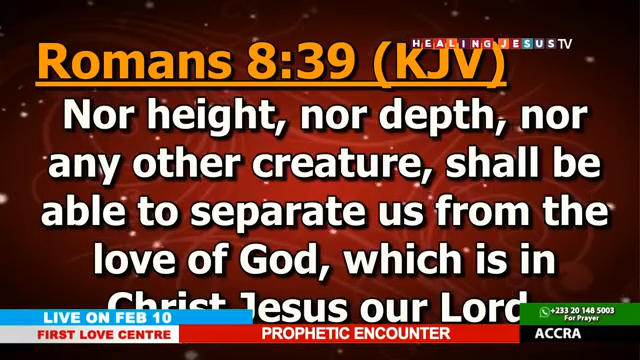 HEALING JESUS TV
Romans 8:39 (KJV)
Nor height, nor depth, nor
any other creature, shall be
able to separate us from the
love of God, which is in
Christ Jesus our Lord
LIVE ON FEB 10
+233 20 148 5003
For Prayer
FIRST LOVE CENTRE
PROPHETIC ENCOUNTER
ACCRA